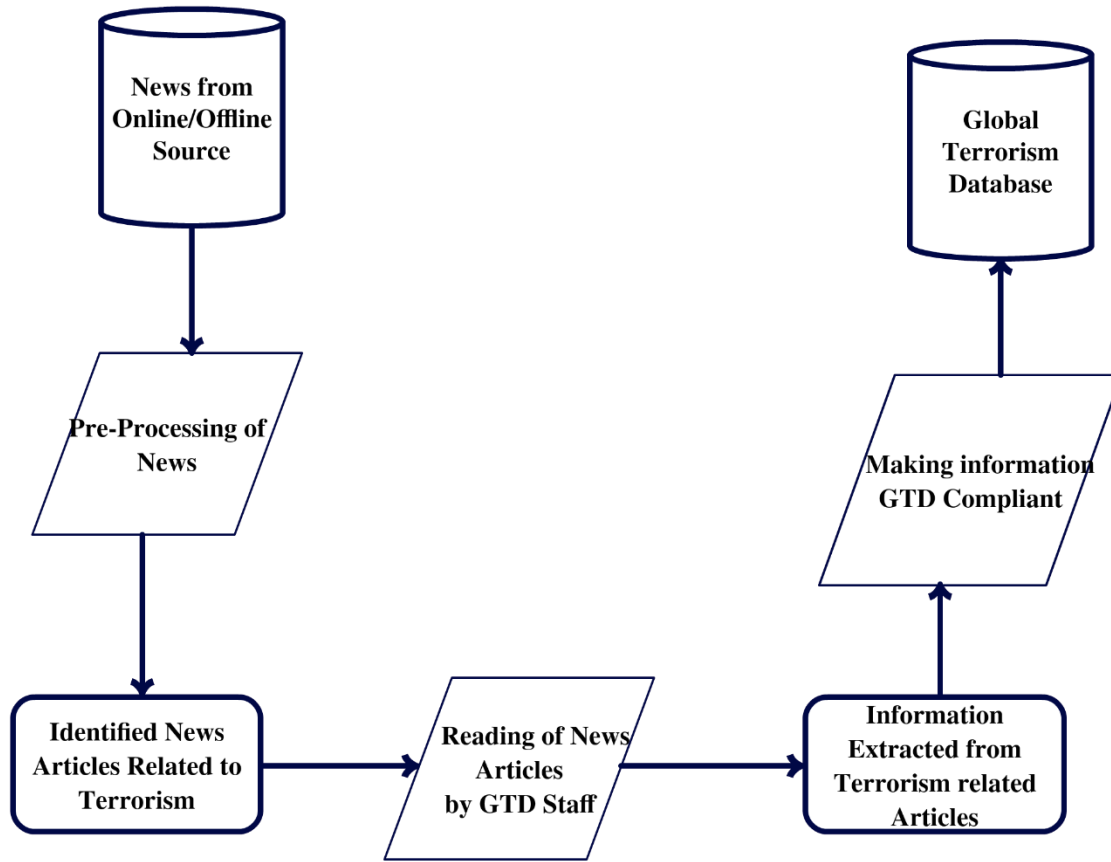 News from
Online/Offline
Source
Pre-Processing of
News
Identified News
Articles Related to
Terrorism
Reading of News
Articles
by GTD Staff
Information
Extracted from
Terrorism related
Articles
Making information
GTD Compliant
Global
Terrorism
Database